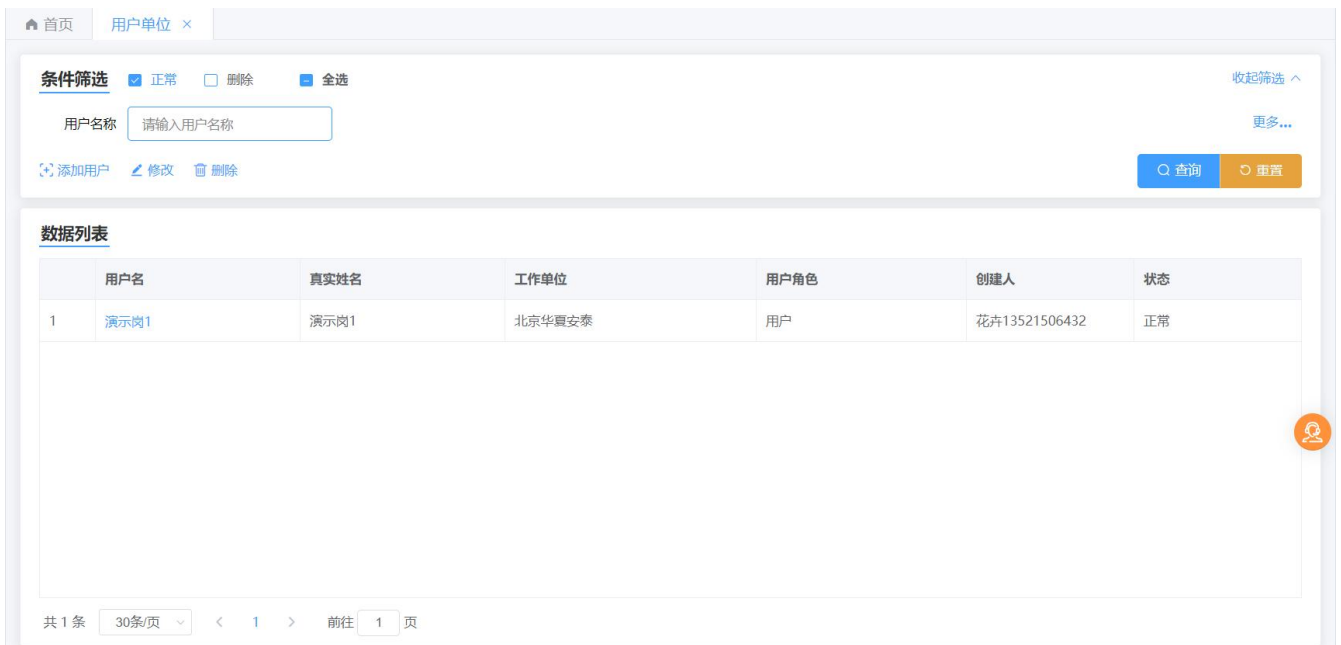 首页 用户单位 ×
条件筛选 正常 删除 全选 收起筛选
用户名称 请输入用户名称 更多...
添加用户 修改 删除 查询 重置
数据列表
用户名 真实姓名 工作单位 用户角色 创建人 状态
1 演示岗1 演示岗1 北京华夏安泰 用户 花卉13521506432 正常
共 1 条 30条/页 < 1 > 前往 1 页